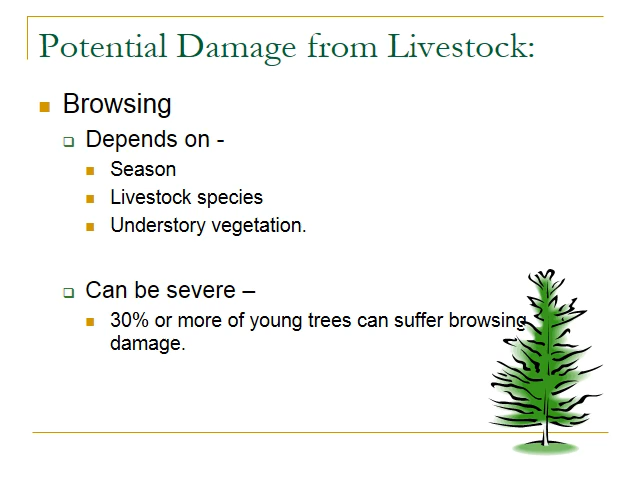 Potential Damage from Livestock:
Browsing
Depends on -
Season
Livestock species
Understory vegetation.
Can be severe –
30% or more of young trees can suffer browsing
damage.